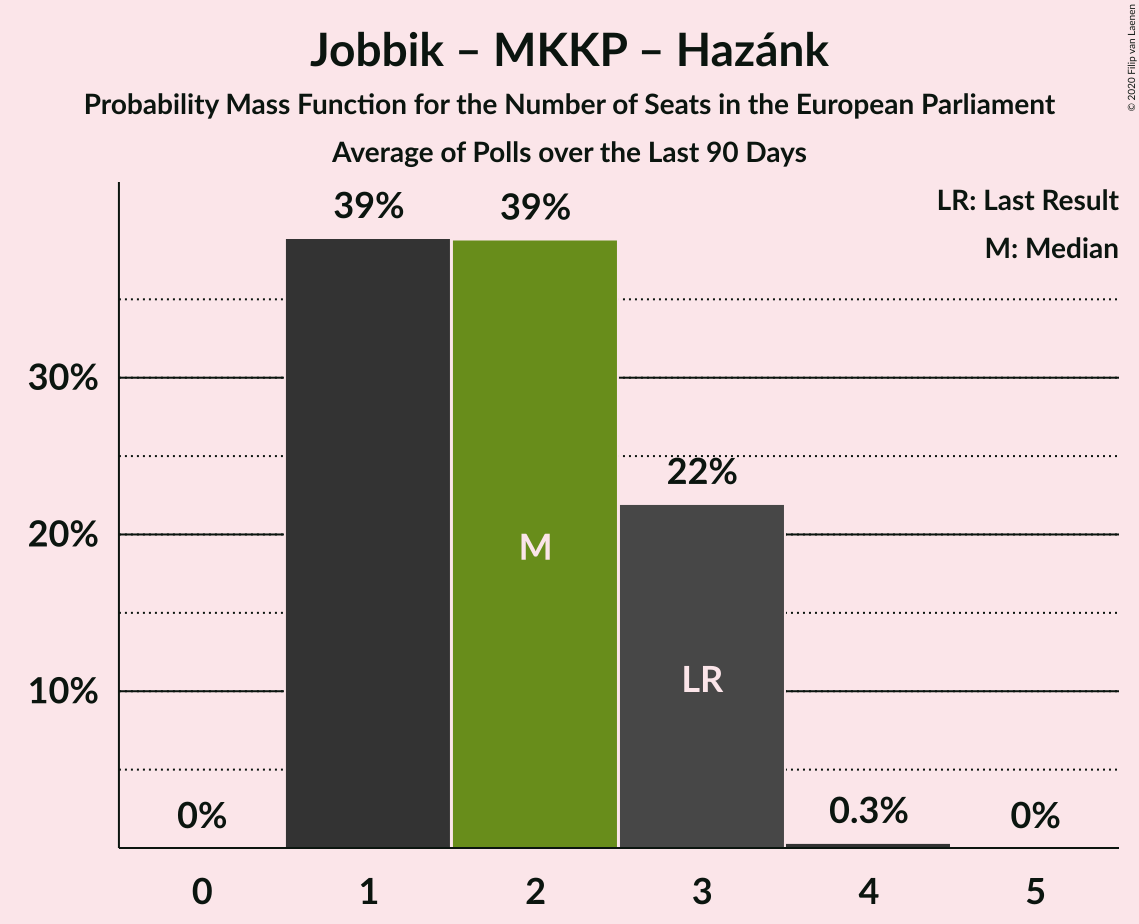 Jobbik – MKKP – Hazánk
Probability Mass Function for the Number of Seats in the European Parliament
Average of Polls over the Last 90 Days
© 2020 Filip van Laenen
LR: Last Result
M: Median
39%
39%
22%
0%
0.3%
0%
M
LR
30%
20%
10%
0
1
2
3
4
5